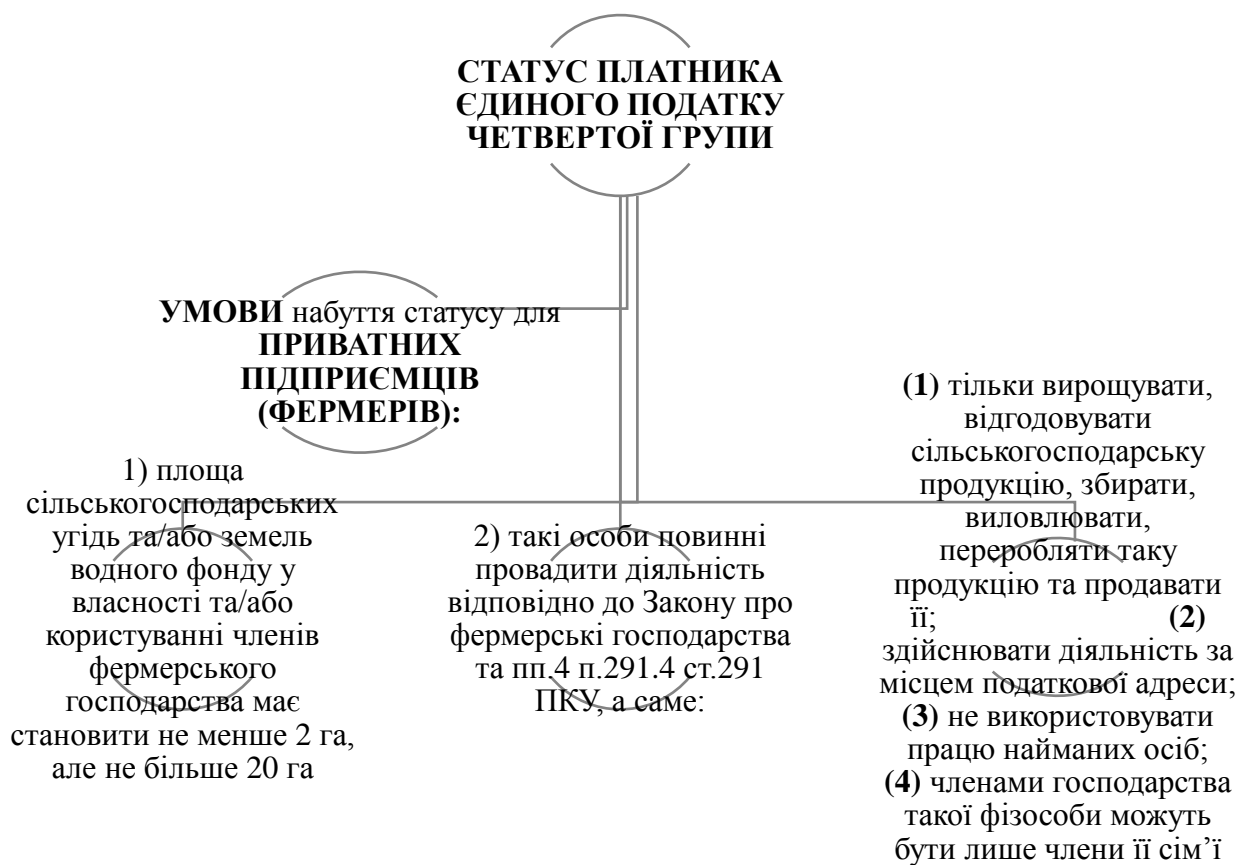 СТАТУС ПЛАТНИКА
ЄДИНОГО ПОДАТКУ
ЧЕТВЕРТОЇ ГРУПИ
УМОВИ набуття статусу для
ПРИВАТНИХ
ПІДПРИЄМЦІВ
(ФЕРМЕРІВ):
1) площа
сільськогосподарських
угідь та/або земель
водного фонду у
власності та/або
користуванні членів
фермерського
господарства має
становити не менше 2 га,
але не більше 20 га
2) такі особи повинні
провадити діяльність
відповідно до Закону про
фермерські господарства
та пп.4 п.291.4 ст.291
ПКУ, а саме:
(1) тільки вирощувати,
відгодовувати
сільськогосподарську
продукцію, збирати,
виловлювати,
переробляти таку
продукцію та продавати
її; (2)
здійснювати діяльність за
місцем податкової адреси;
(3) не використовувати
працю найманих осіб;
(4) членами господарства
такої фізособи можуть
бути лише члени її сім’ї